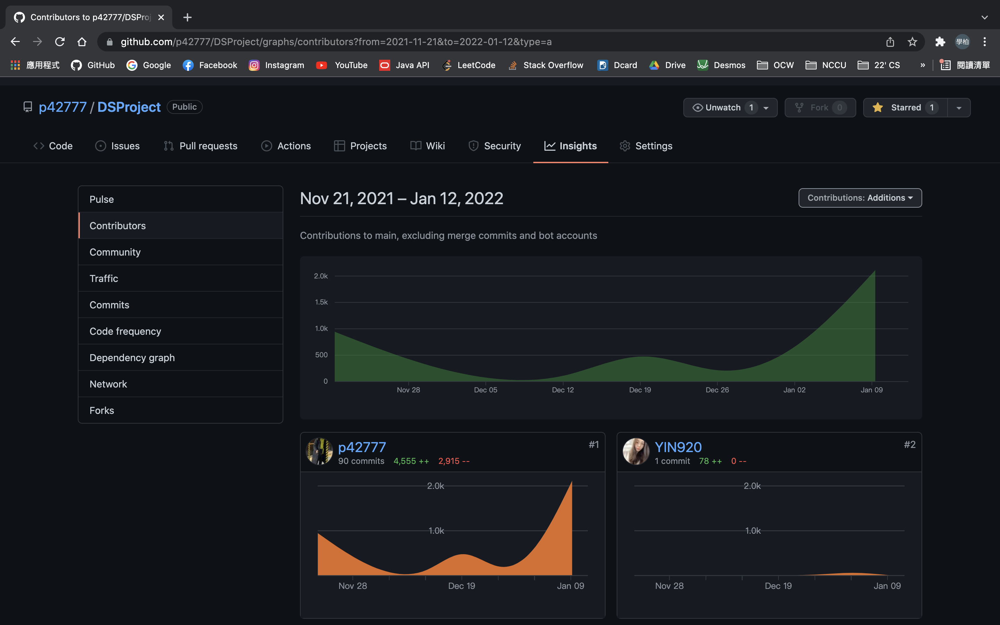 Contributors to p42777/DSProj
github.com/p42777/DSProject/graphs/contributors?from=2021-11-21&to=2022-01-12&type=a
學柏
應用程式 GitHub Google Facebook Instagram YouTube Java API LeetCode Stack Overflow Dcard Drive Desmos OCW NCCU 22' CS » 閱讀清單
p42777 / DSProject Public
Unwatch 1 Fork 0 Starred 1
Code Issues Pull requests Actions Projects Wiki Security Insights Settings
Pulse
Contributors
Community
Traffic
Commits
Code frequency
Dependency graph
Network
Forks
Nov 21, 2021 – Jan 12, 2022
Contributions: Additions
Contributions to main, excluding merge commits and bot accounts
2.0k
1.5k
1.0k
500
0
Nov 28 Dec 05 Dec 12 Dec 19 Dec 26 Jan 02 Jan 09
p42777 #1
90 commits 4,555 ++ 2,915 --
2.0k
1.0k
Nov 28 Dec 19 Jan 09
YIN920 #2
1 commit 78 ++ 0 --
2.0k
1.0k
Nov 28 Dec 19 Jan 09